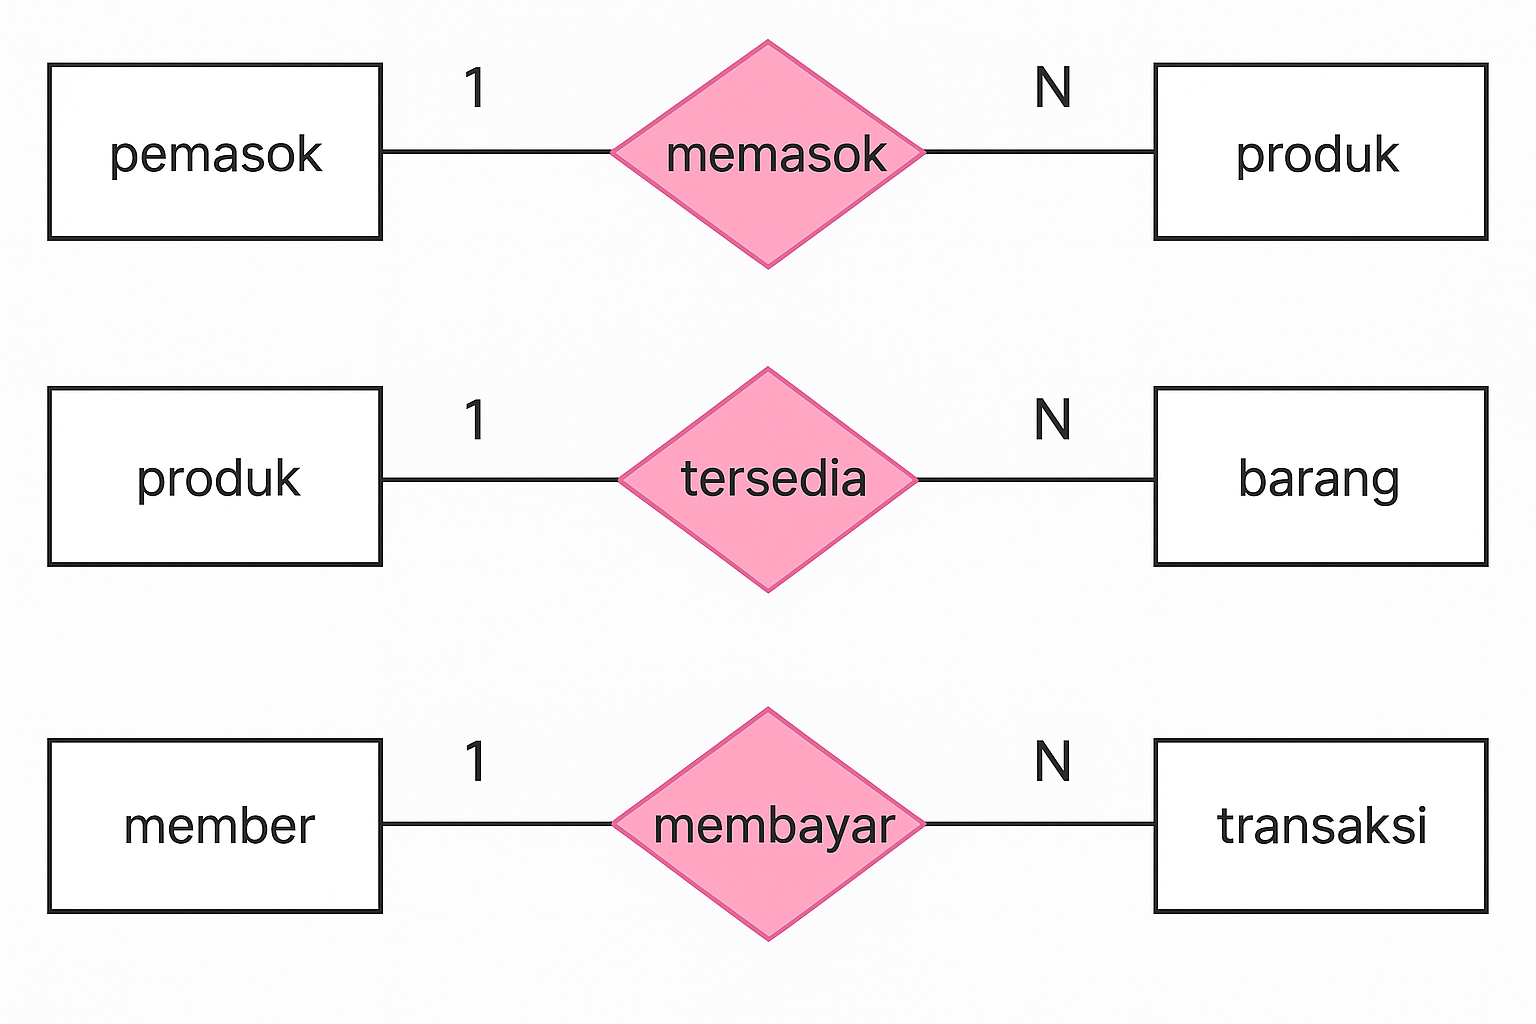 1
N
pemasok
memasok
produk
1
N
produk
tersedia
barang
1
N
member
membayar
transaksi